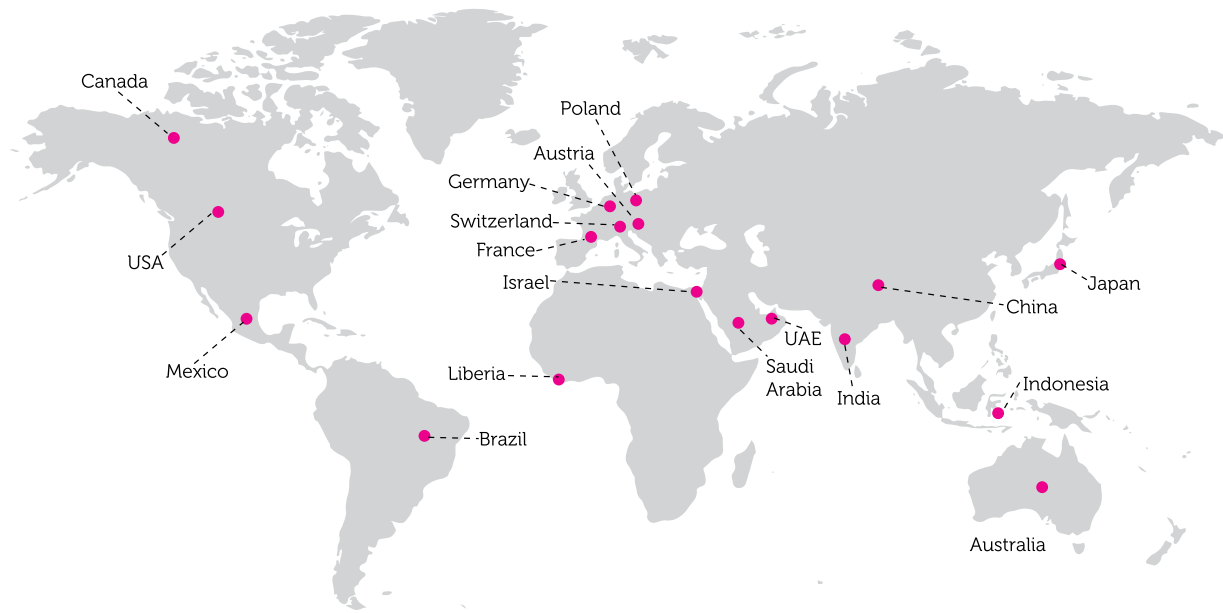 Canada
Poland
Austria
Germany
Switzerland
France
USA
Israel
Japan
China
UAE
Mexico
Liberia
Saudi
Arabia
India
Indonesia
Brazil
Australia